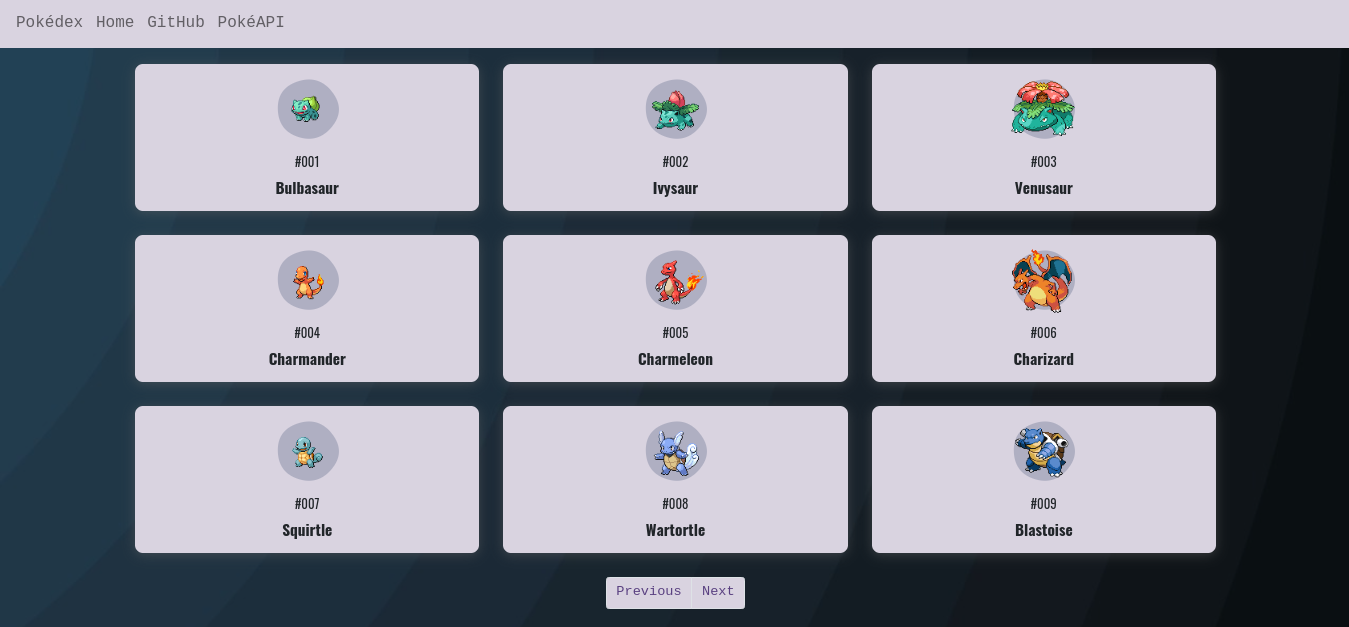 Pokédex Home GitHub PokéAPI
#001 #002 #003
Bulbasaur Ivysaur Venusaur
#004 #005 #006
Charmander Charmeleon Charizard
#007 #008 #009
Squirtle Wartortle Blastoise
Previous Next